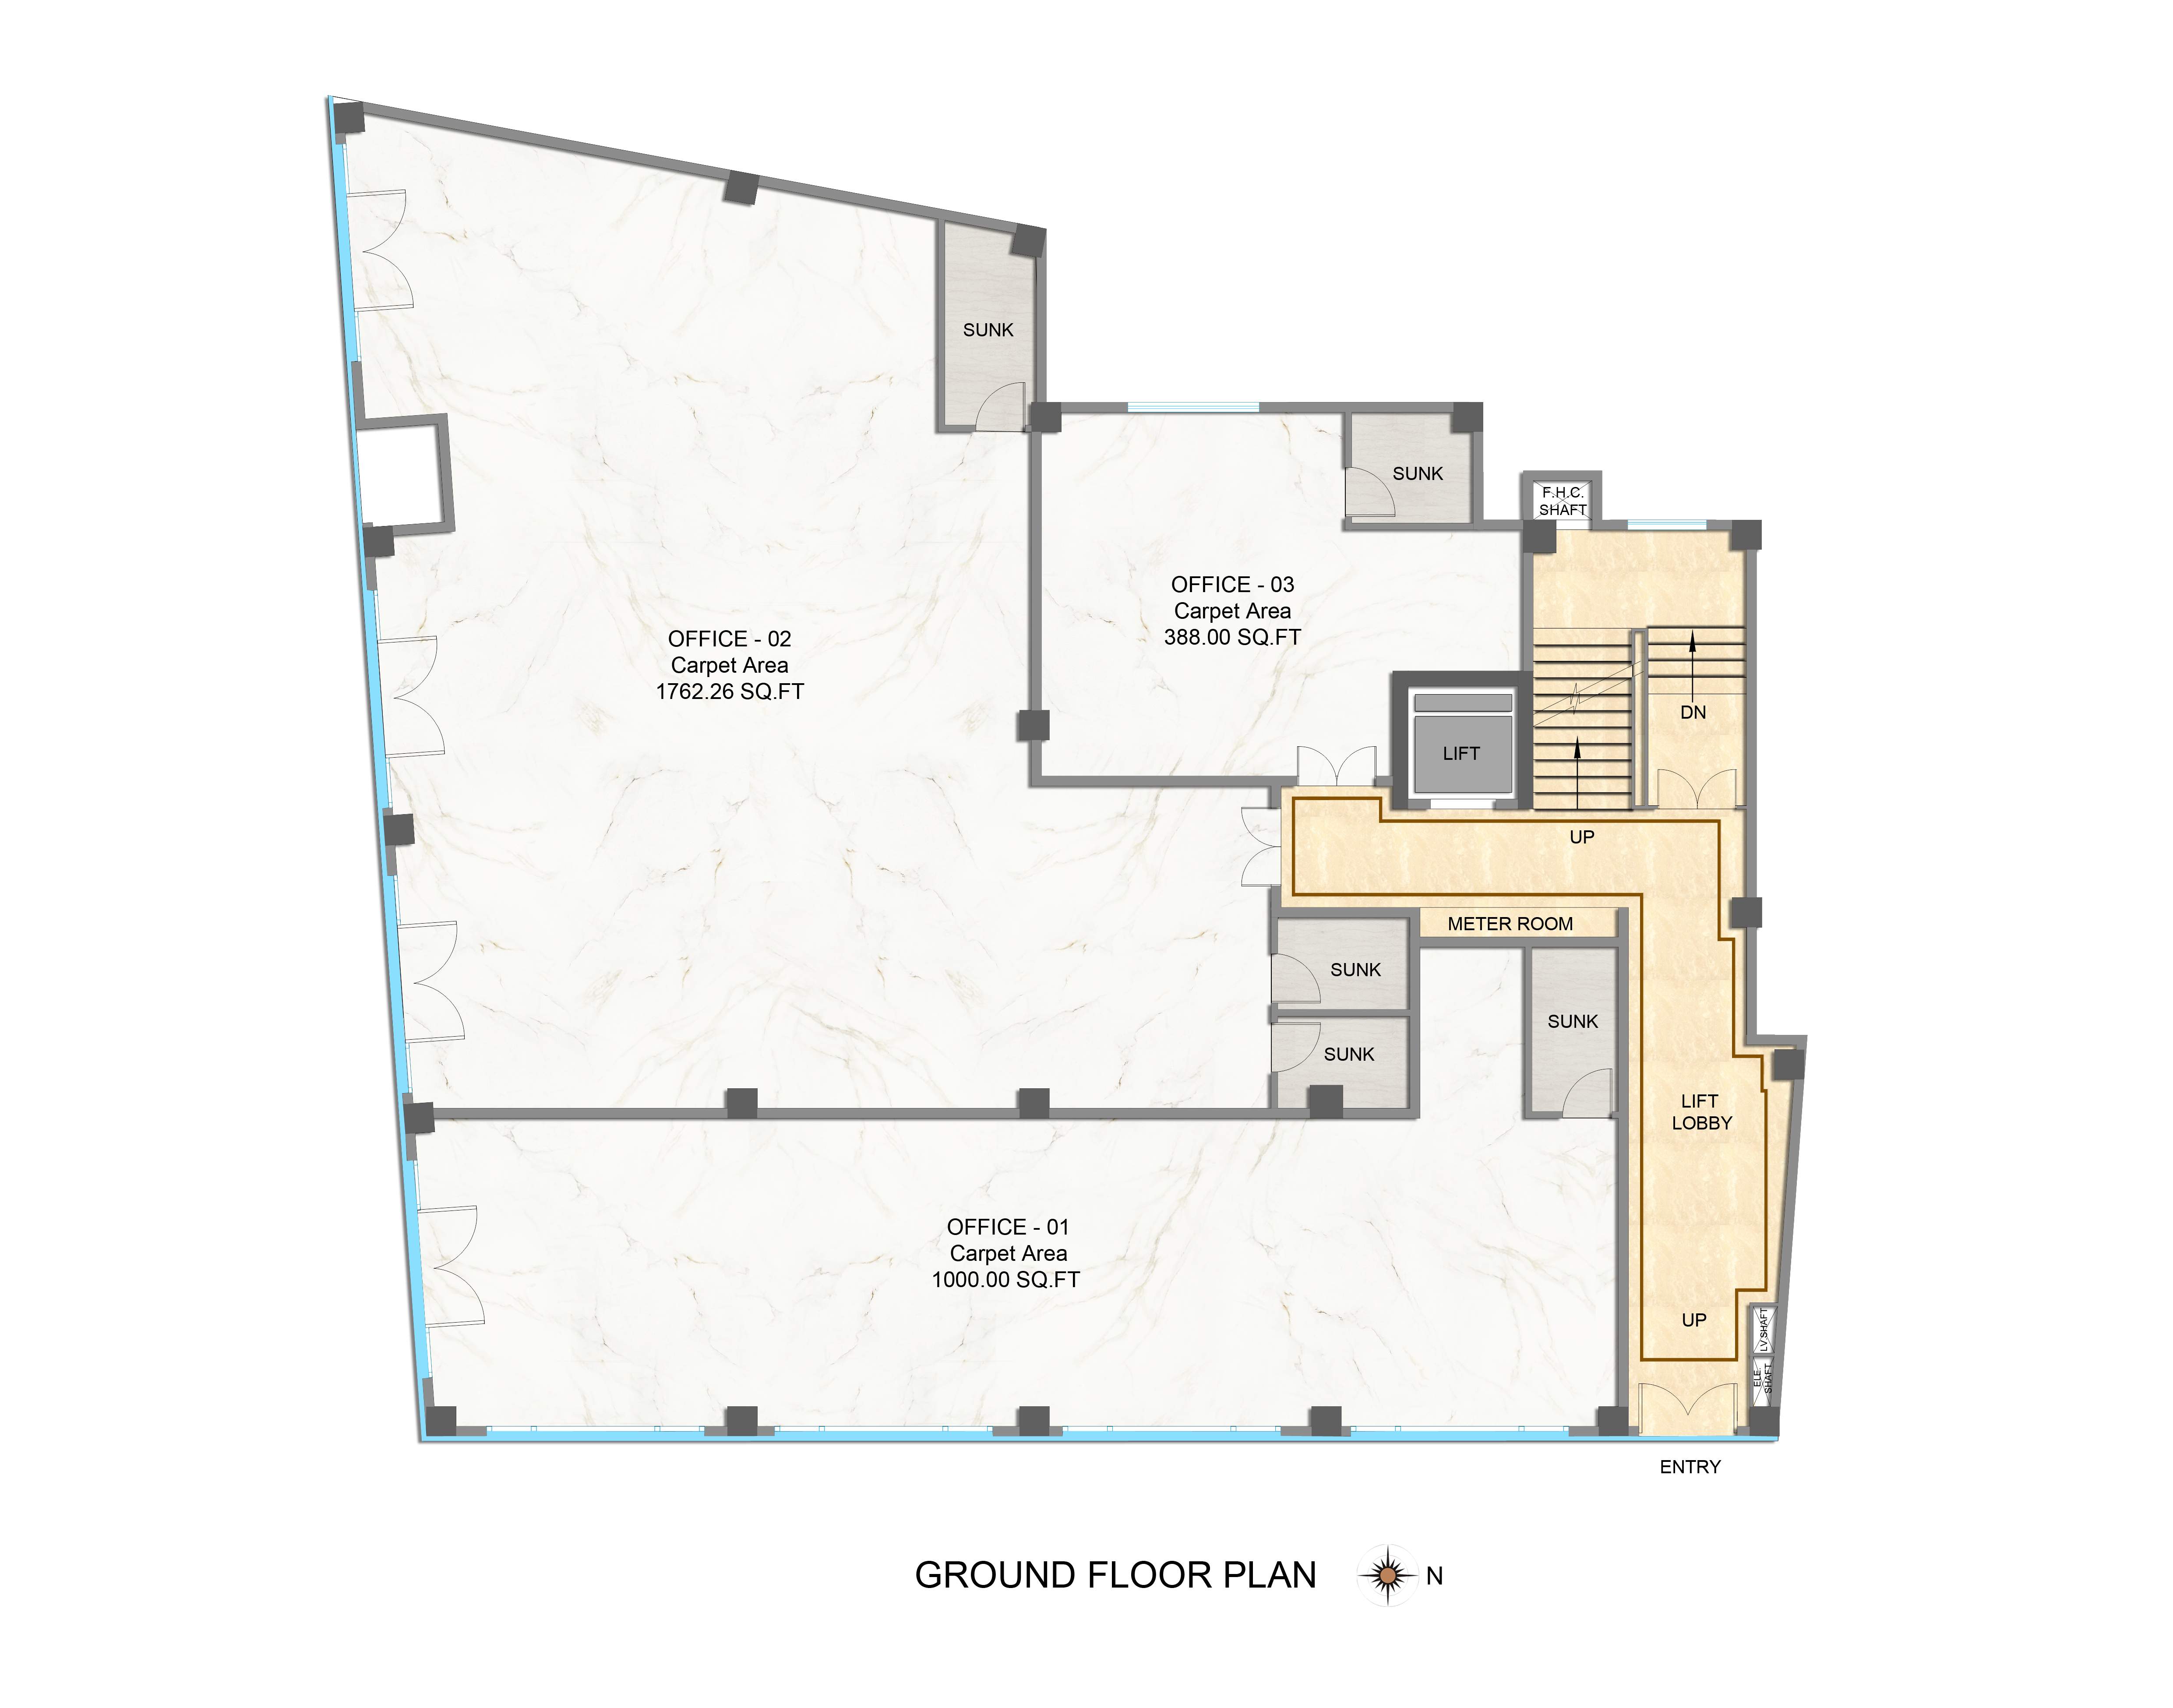 SUNK
SUNK
F.H.C.
SHAFT
OFFICE - 03
Carpet Area
388.00 SQ.FT
OFFICE - 02
Carpet Area
1762.26 SQ.FT
DN
LIFT
UP
METER ROOM
SUNK
SUNK
SUNK
LIFT
LOBBY
OFFICE - 01
Carpet Area
1000.00 SQ.FT
UP
LV.SHAFT
ELE.
SHAFT
ENTRY
GROUND FLOOR PLAN
N